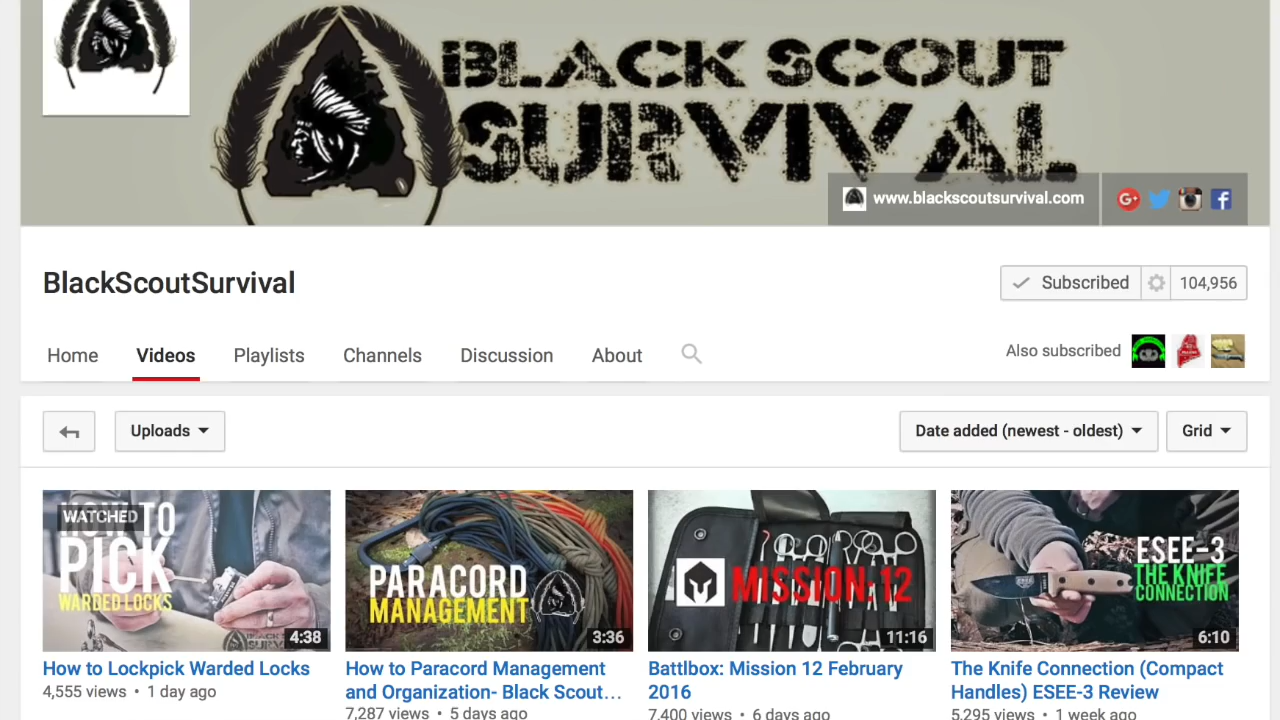 BLACK SCOUT
SURVIVAL
www.blackscoutsurvival.com
BlackScoutSurvival
Subscribed 104,956
Home Videos Playlists Channels Discussion About
Also subscribed
Uploads
Date added (newest - oldest) Grid
WATCHED
HOW TO
PICK
WARDED LOCKS
BLACK SCOUT
SURVIVAL
4:38
PARACORD
MANAGEMENT
3:36
MISSION:12
11:16
ESEE-3
THE KNIFE
CONNECTION
6:10
How to Lockpick Warded Locks
4,555 views • 1 day ago
How to Paracord Management
and Organization- Black Scout...
7,287 views • 5 days ago
Battlbox: Mission 12 February
2016
7,400 views • 6 days ago
The Knife Connection (Compact
Handles) ESEE-3 Review
5,295 views • 1 week ago